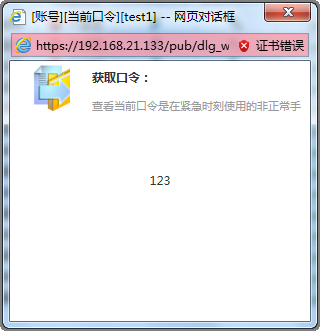 [账号][当前口令][test1] -- 网页对话框
https://192.168.21.133/pub/dlg_w 证书错误
获取口令：
查看当前口令是在紧急时刻使用的非正常手
123